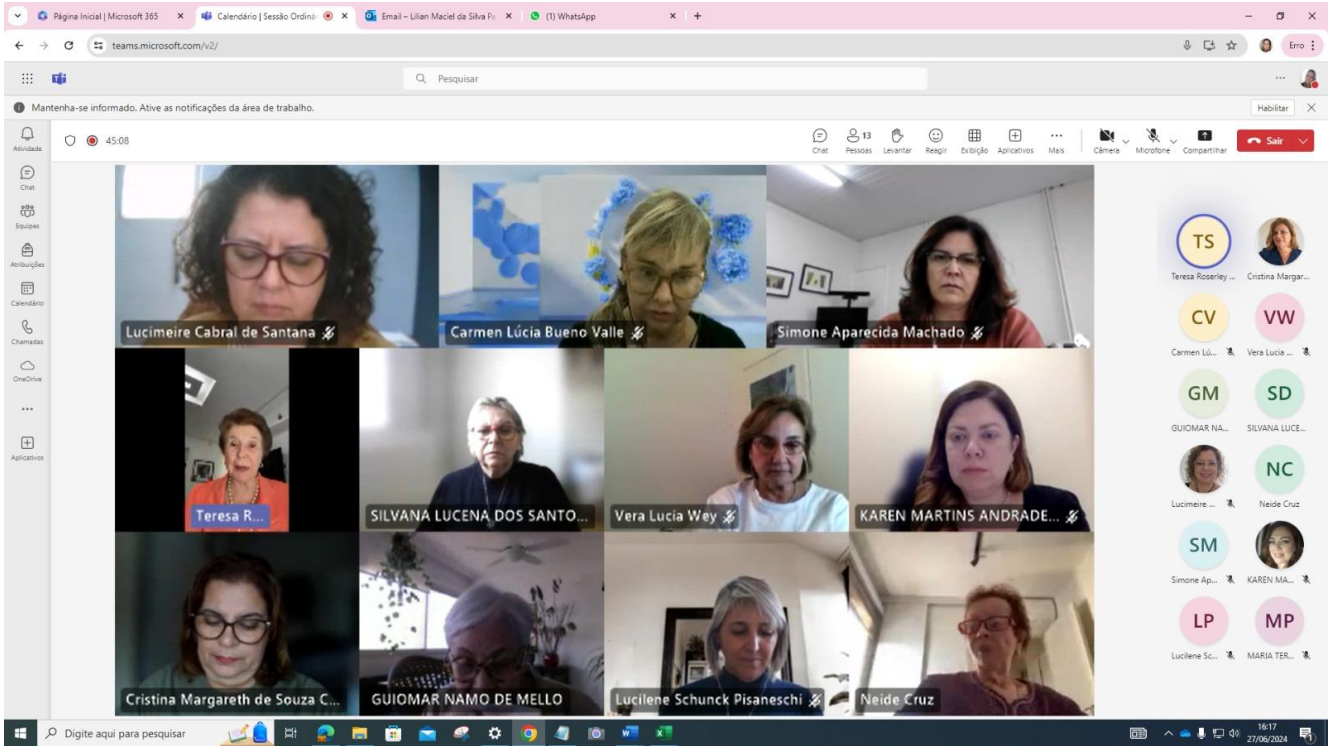 Página Inicial | Microsoft 365
Calendário | Sessão Ordiná
Email – Lilian Maciel da Silva Pa
(1) WhatsApp
teams.microsoft.com/v2/
Erro
Pesquisar
Mantenha-se informado. Ative as notificações da área de trabalho.
Habilitar
45:08
13
Chat
Pessoas
Levantar
Reagir
Exibição
Aplicativos
Mais
Câmera
Microfone
Compartilhar
Sair
Atividade
Chat
Equipes
Atribuições
Calendário
Chamadas
OneDrive
Aplicativos
Lucimeire Cabral de Santana
Carmen Lúcia Bueno Valle
Simone Aparecida Machado
Teresa R...
SILVANA LUCENA DOS SANTO...
Vera Lucia Wey
KAREN MARTINS ANDRADE...
Cristina Margareth de Souza C...
GUIOMAR NAMO DE MELLO
Lucilene Schunck Pisaneschi
Neide Cruz
TS
Teresa Roserley ...
Cristina Margar...
CV
VW
Carmen Lú...
Vera Lucia ...
GM
SD
GUIOMAR NA...
SILVANA LUCE...
NC
Lucimeire ...
Neide Cruz
SM
Simone Ap...
KAREN MA...
LP
MP
Lucilene Sc...
MARIA TER...
Digite aqui para pesquisar
16:17
27/06/2024